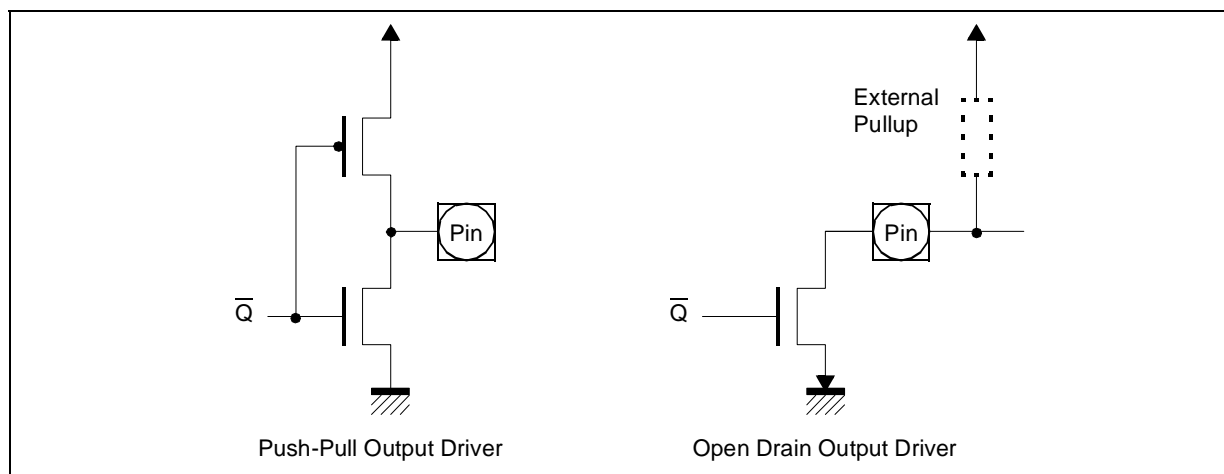 External
Pullup
Pin
Pin
Q̅
Q̅
Push-Pull Output Driver
Open Drain Output Driver